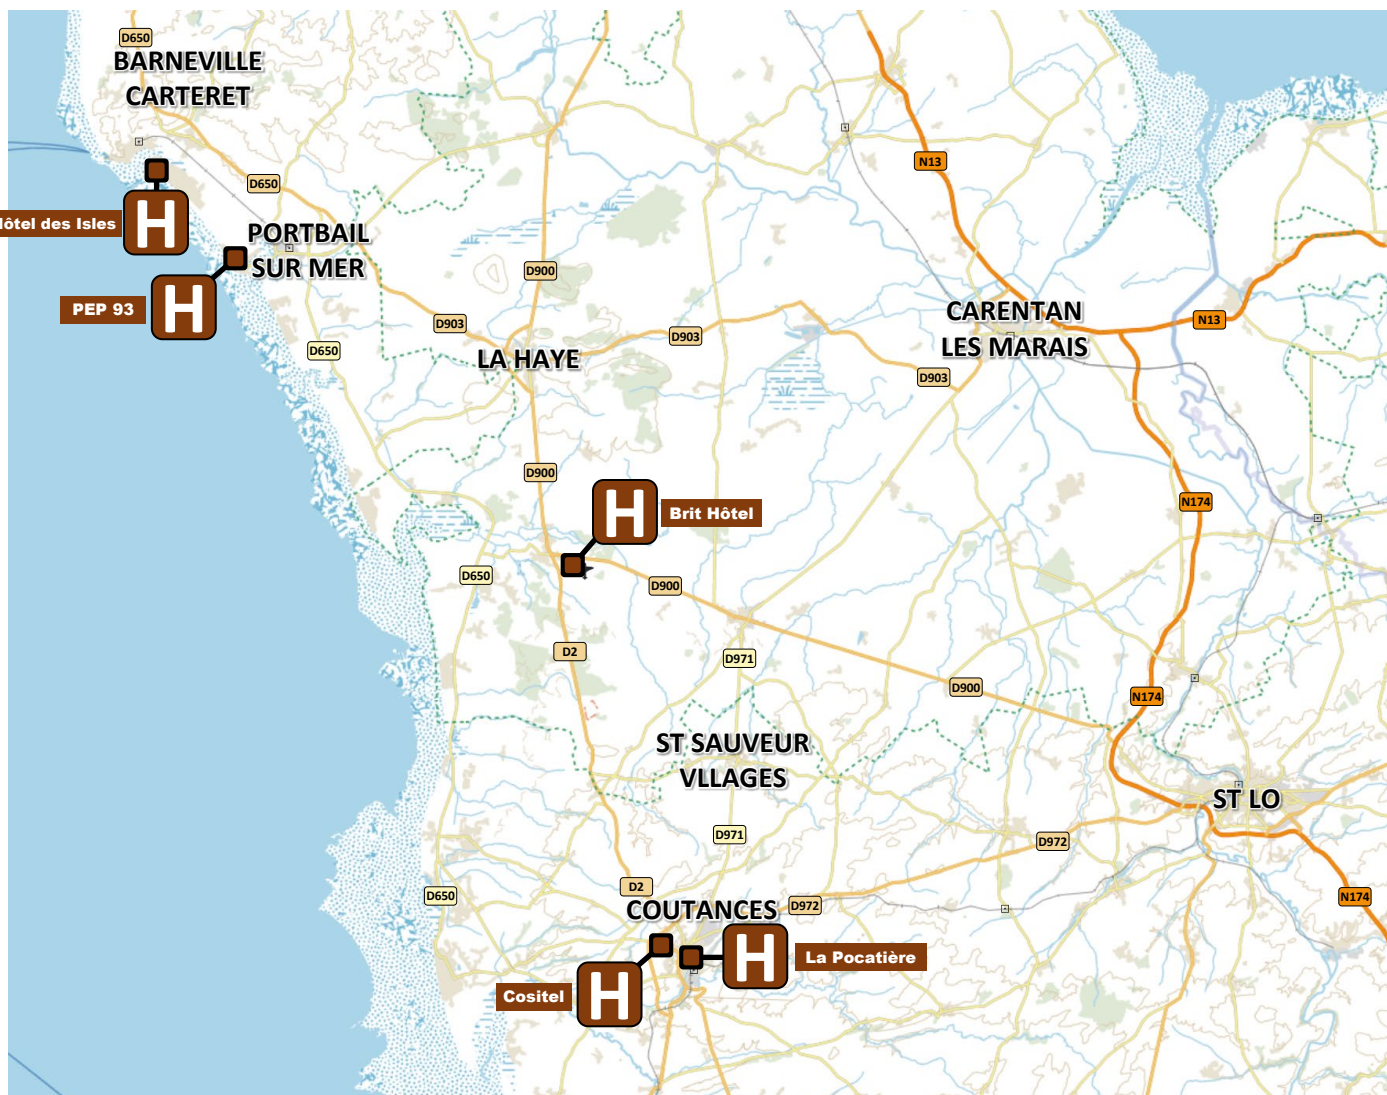 D650
BARNEVILLE
CARTERET
N13
D650
Hôtel des Isles
PORTBAIL
SUR MER
D900
PEP 93
CARENTAN
LES MARAIS
N13
D903
D903
D650
LA HAYE
D903
D900
N174
Brit Hôtel
D650
D900
D2
D971
D900
N174
ST SAUVEUR
VLLAGES
ST LO
D971
D972
D2
D650
COUTANCES
D972
N174
La Pocatière
Cositel